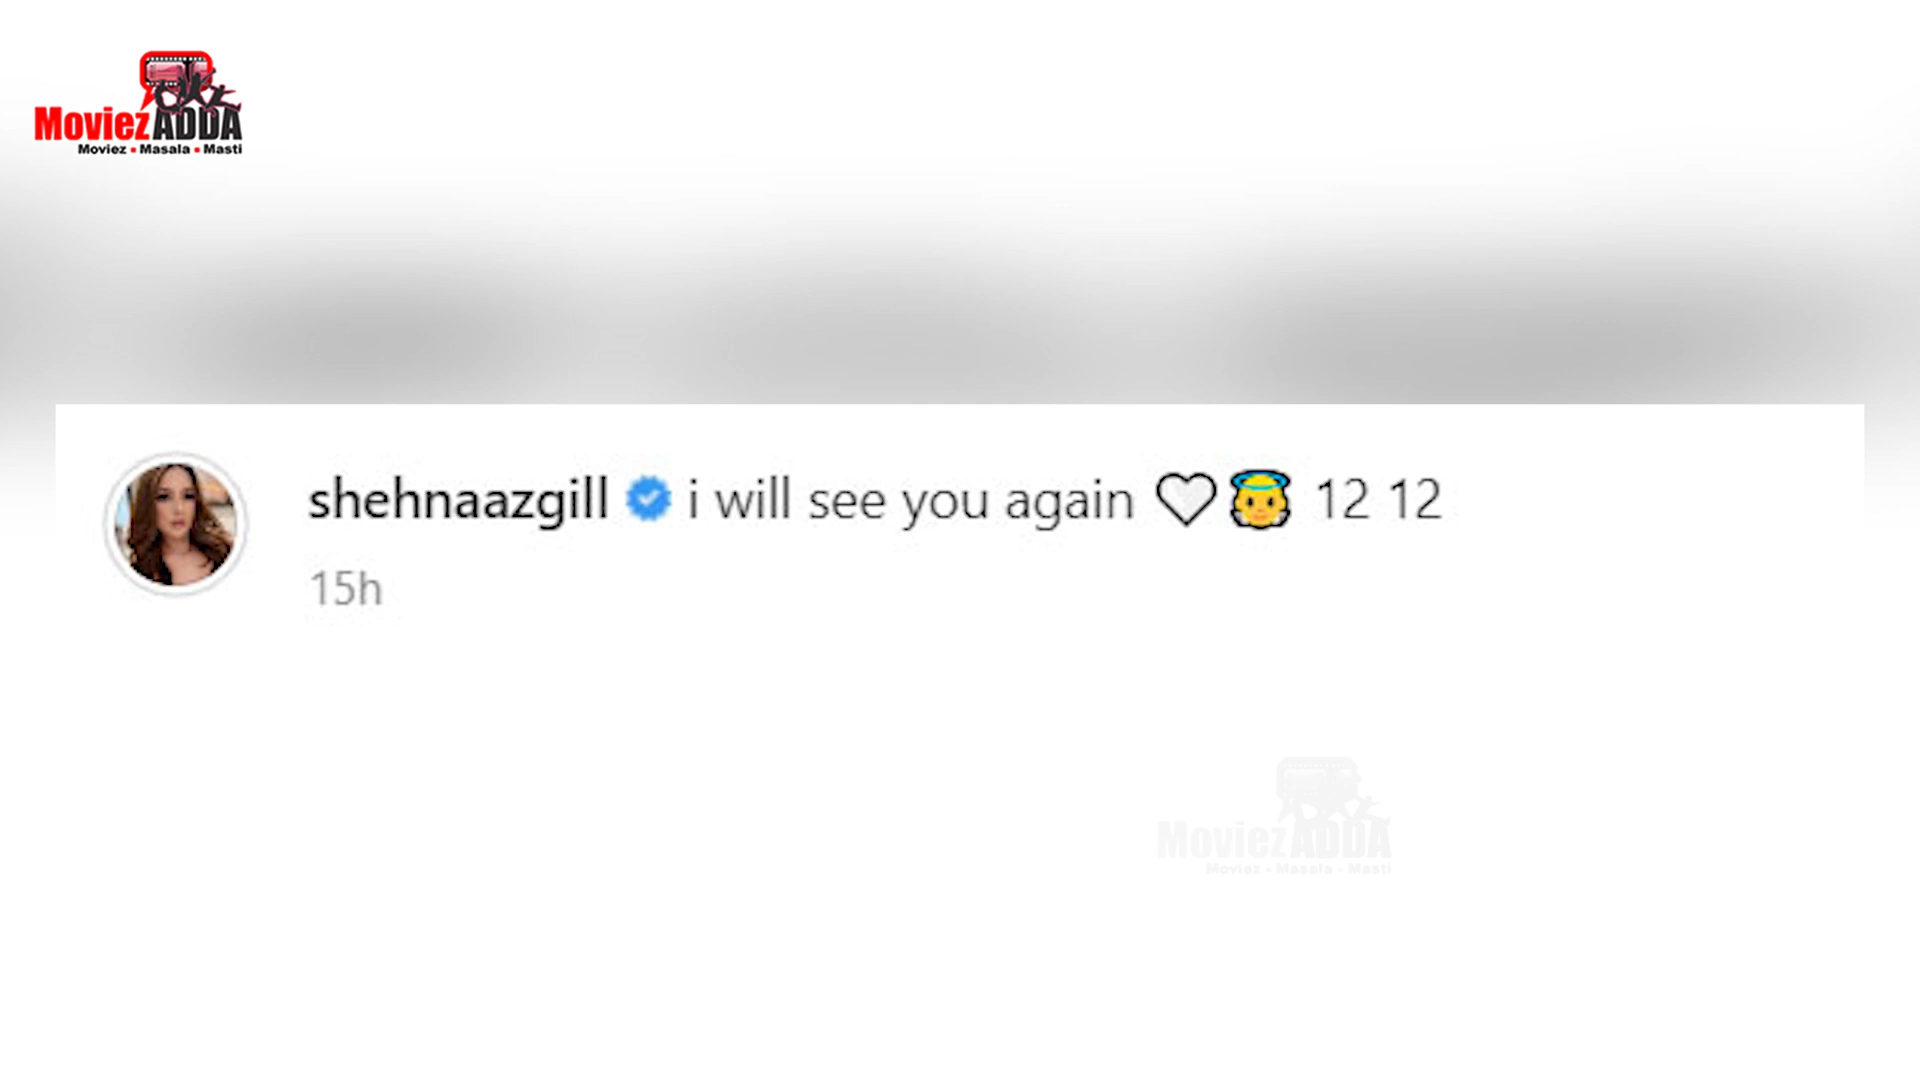 MoviezADDA
Moviez • Masala • Masti
shehnaazgill i will see you again 🤍👼 12 12
15h
MoviezADDA
Moviez • Masala • Masti